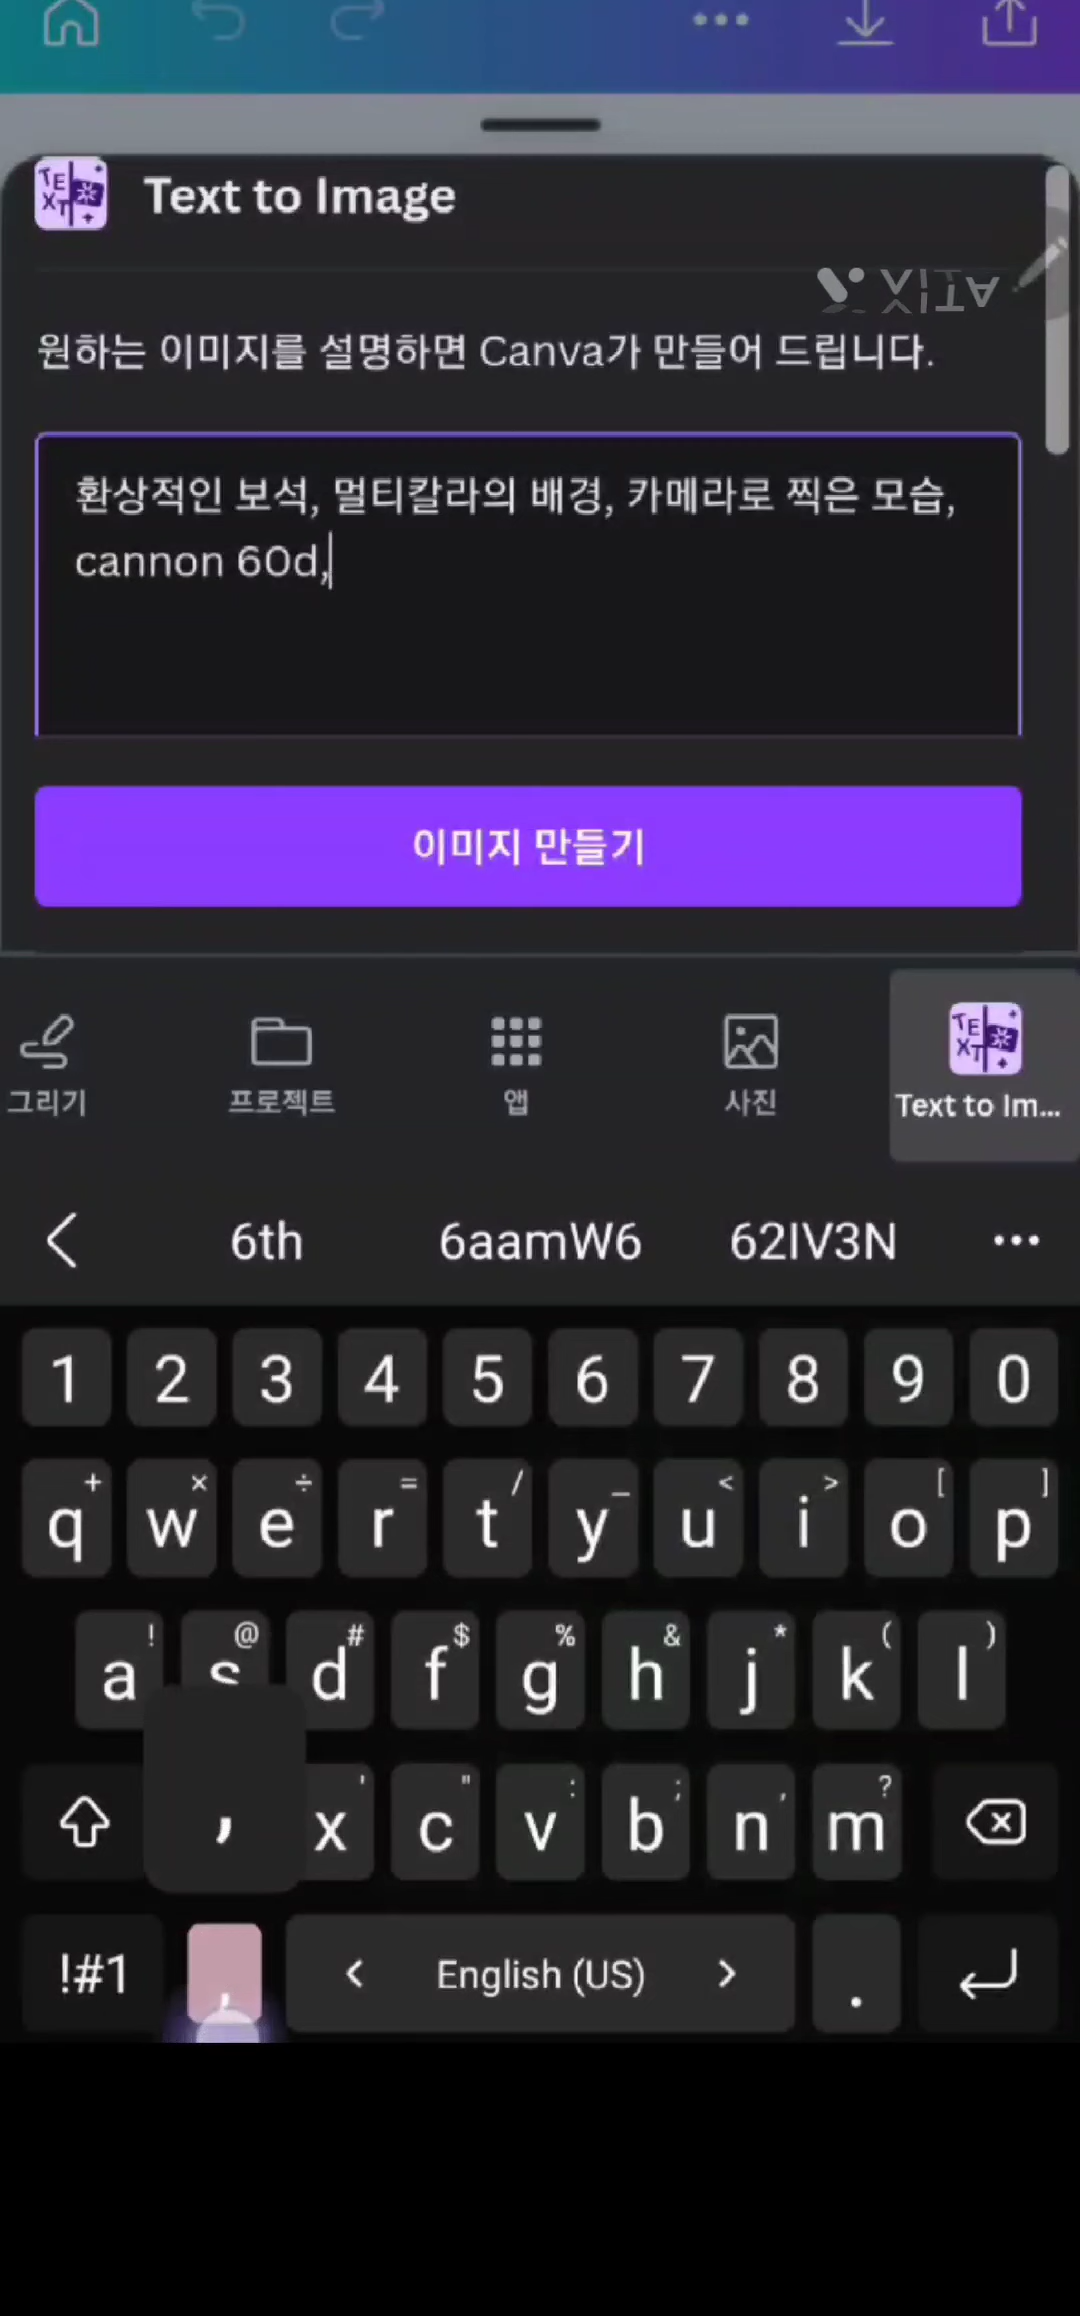 TEXT
Text to Image
VITA
원하는 이미지를 설명하면 Canva가 만들어 드립니다.
환상적인 보석, 멀티칼라의 배경, 카메라로 찍은 모습,
cannon 60d,
이미지 만들기
그리기 프로젝트 앱 사진 TEXT Text to Im...
6th 6aamW6 62IV3N ...
1 2 3 4 5 6 7 8 9 0
+ × ÷ = / _ < > [ ]
q w e r t y u i o p
! @ # $ % & * ( )
a s d f g h j k l
' " : ; , ?
, x c v b n m
!#1 , < English (US) > .